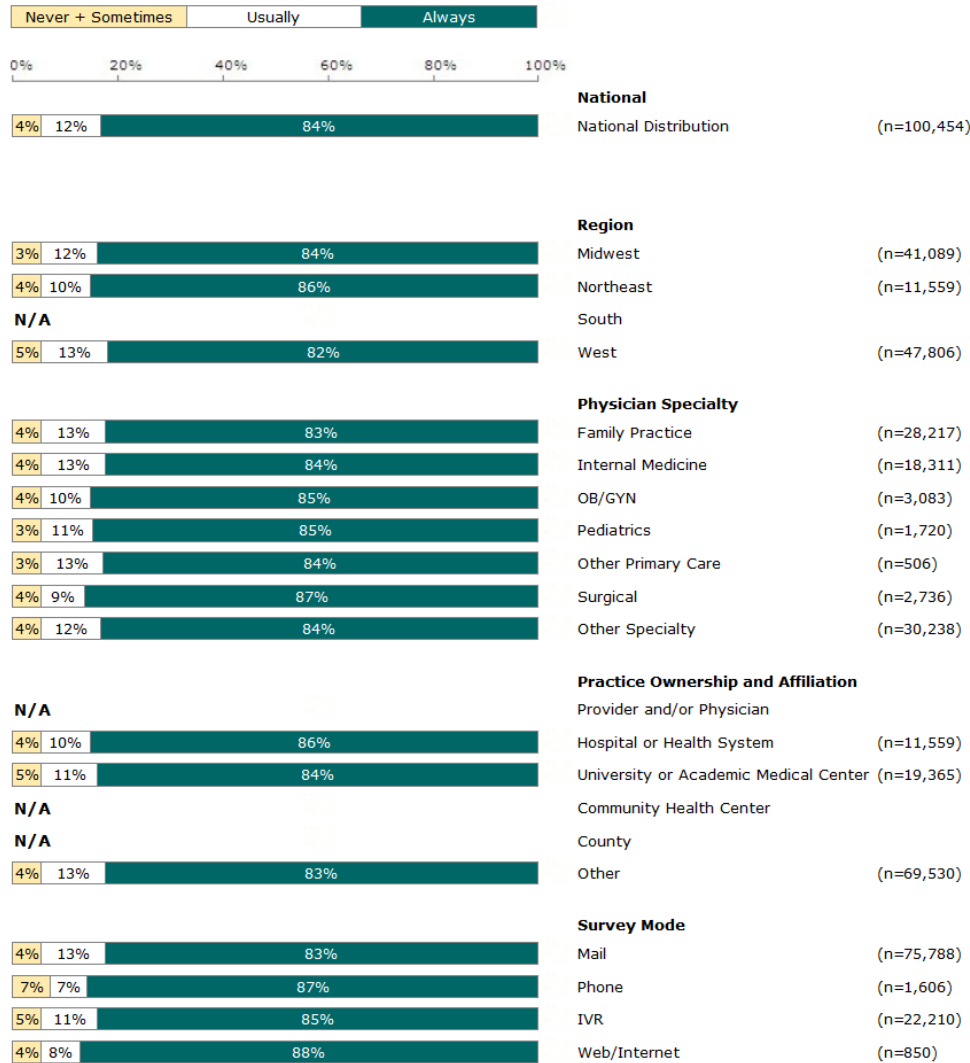 Never + Sometimes Usually Always
0% 20% 40% 60% 80% 100%
National
4% 12% 84% National Distribution (n=100,454)
Region
3% 12% 84% Midwest (n=41,089)
4% 10% 86% Northeast (n=11,559)
N/A South
5% 13% 82% West (n=47,806)
Physician Specialty
4% 13% 83% Family Practice (n=28,217)
4% 13% 84% Internal Medicine (n=18,311)
4% 10% 85% OB/GYN (n=3,083)
3% 11% 85% Pediatrics (n=1,720)
3% 13% 84% Other Primary Care (n=506)
4% 9% 87% Surgical (n=2,736)
4% 12% 84% Other Specialty (n=30,238)
Practice Ownership and Affiliation
N/A Provider and/or Physician
4% 10% 86% Hospital or Health System (n=11,559)
5% 11% 84% University or Academic Medical Center (n=19,365)
N/A Community Health Center
N/A County
4% 13% 83% Other (n=69,530)
Survey Mode
4% 13% 83% Mail (n=75,788)
7% 7% 87% Phone (n=1,606)
5% 11% 85% IVR (n=22,210)
4% 8% 88% Web/Internet (n=850)